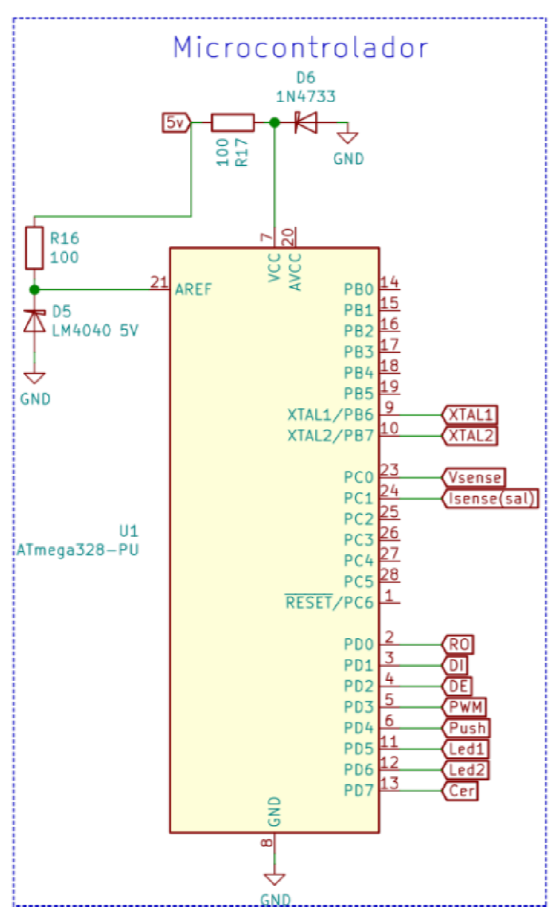 Microcontrolador
D6
1N4733
5v
100
R17
GND
R16
100
7
VCC
20
AVCC
21
AREF
D5
LM4040 5V
GND
PB0
14
PB1
15
PB2
16
PB3
17
PB4
18
PB5
19
XTAL1/PB6
9
XTAL1
XTAL2/PB7
10
XTAL2
PC0
23
Vsense
PC1
24
Isense(sal)
PC2
25
PC3
26
PC4
27
PC5
28
RESET/PC6
1
U1
ATmega328-PU
PD0
2
RO
PD1
3
DI
PD2
4
DE
PD3
5
PWM
PD4
6
Push
PD5
11
Led1
PD6
12
Led2
PD7
13
Cer
GND
8
GND